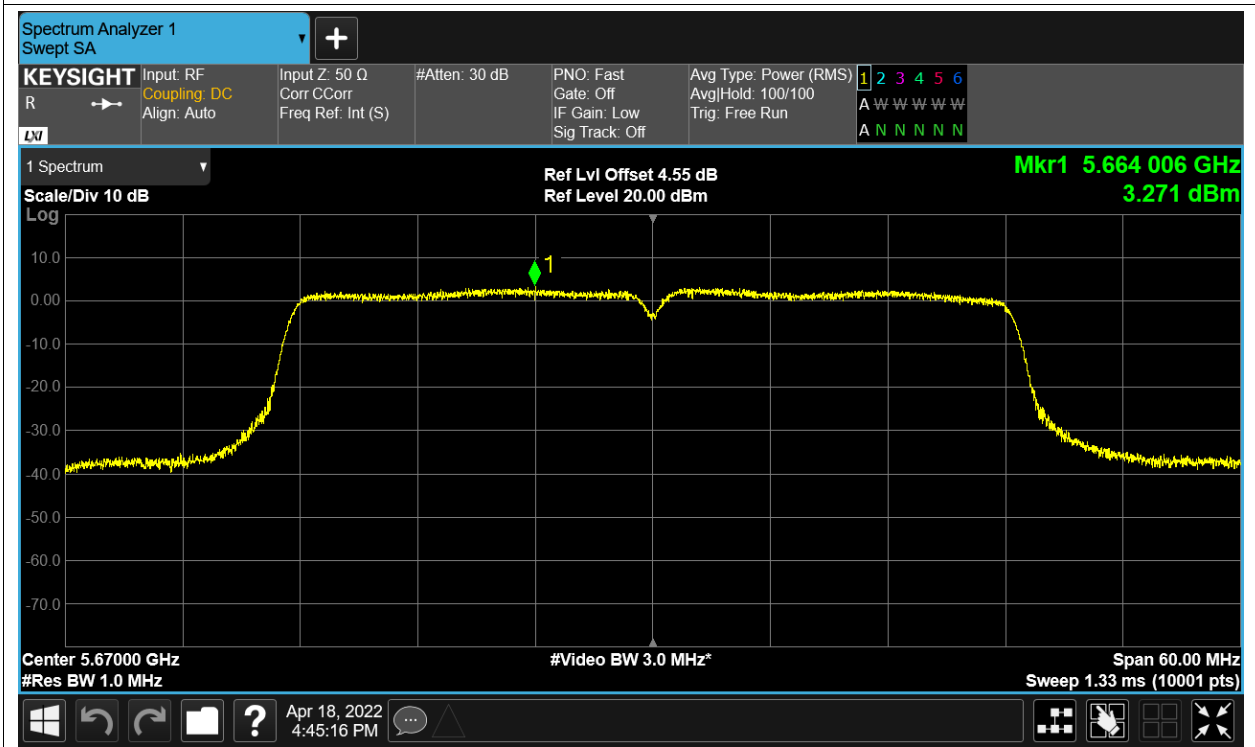 Spectrum Analyzer 1
Swept SA
KEYSIGHT
R
LXI
Input: RF
Coupling: DC
Align: Auto
Input Z: 50 Ω
Corr CCorr
Freq Ref: Int (S)
#Atten: 30 dB
PNO: Fast
Gate: Off
IF Gain: Low
Sig Track: Off
Avg Type: Power (RMS)
Avg|Hold: 100/100
Trig: Free Run
1 2 3 4 5 6
A W W W W W
A N N N N N
1 Spectrum
Scale/Div 10 dB
Log
Ref Lvl Offset 4.55 dB
Ref Level 20.00 dBm
Mkr1 5.664 006 GHz
3.271 dBm
1
10.0
0.00
-10.0
-20.0
-30.0
-40.0
-50.0
-60.0
-70.0
Center 5.67000 GHz
#Res BW 1.0 MHz
#Video BW 3.0 MHz*
Span 60.00 MHz
Sweep 1.33 ms (10001 pts)
?
Apr 18, 2022
4:45:16 PM